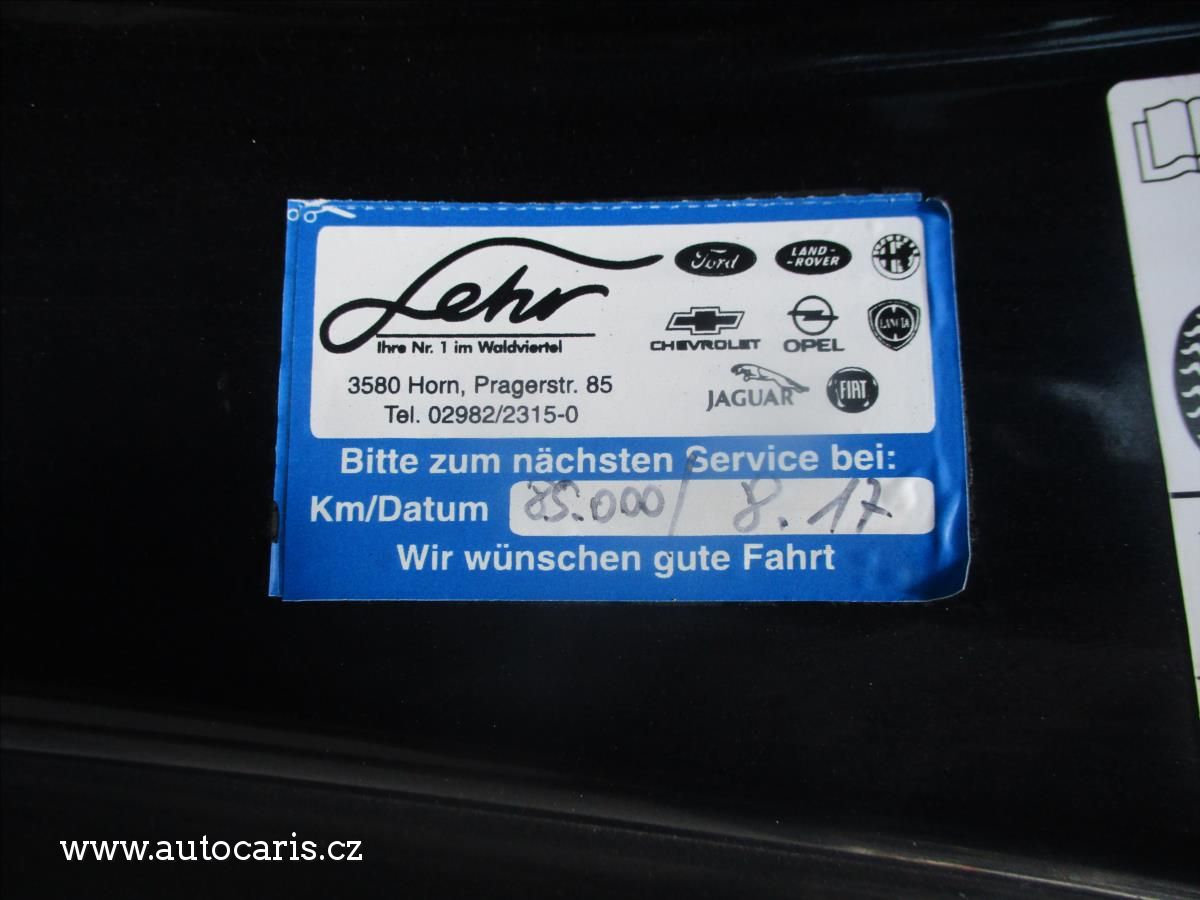 Lehr
Ihre Nr. 1 im Waldviertel
3580 Horn, Pragerstr. 85
Tel. 02982/2315-0
Ford
LAND-
-ROVER
CHEVROLET
OPEL
LANCIA
JAGUAR
FIAT
Bitte zum nächsten Service bei:
Km/Datum 85.000 / 8.17
Wir wünschen gute Fahrt
www.autocaris.cz